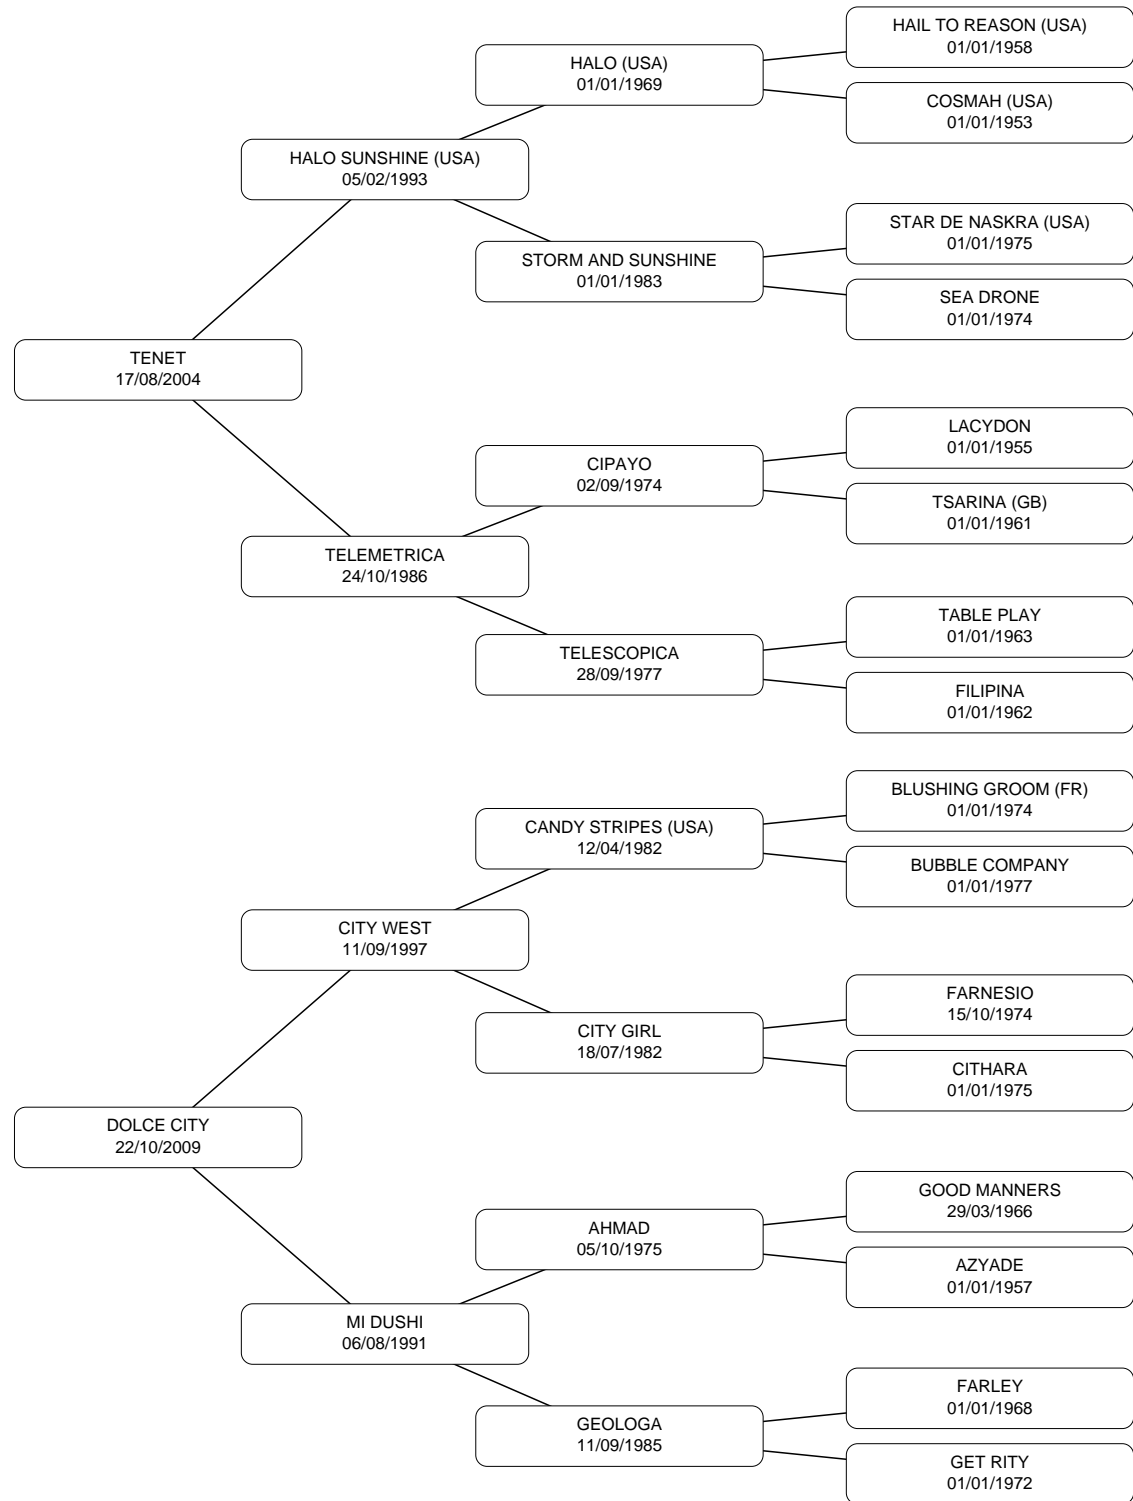 HAIL TO REASON (USA)
01/01/1958
HALO (USA)
01/01/1969
COSMAH (USA)
01/01/1953
HALO SUNSHINE (USA)
05/02/1993
STAR DE NASKRA (USA)
01/01/1975
STORM AND SUNSHINE
01/01/1983
SEA DRONE
01/01/1974
TENET
17/08/2004
LACYDON
01/01/1955
CIPAYO
02/09/1974
TSARINA (GB)
01/01/1961
TELEMETRICA
24/10/1986
TABLE PLAY
01/01/1963
TELESCOPICA
28/09/1977
FILIPINA
01/01/1962
BLUSHING GROOM (FR)
01/01/1974
CANDY STRIPES (USA)
12/04/1982
BUBBLE COMPANY
01/01/1977
CITY WEST
11/09/1997
FARNESIO
15/10/1974
CITY GIRL
18/07/1982
CITHARA
01/01/1975
DOLCE CITY
22/10/2009
GOOD MANNERS
29/03/1966
AHMAD
05/10/1975
AZYADE
01/01/1957
MI DUSHI
06/08/1991
FARLEY
01/01/1968
GEOLOGA
11/09/1985
GET RITY
01/01/1972